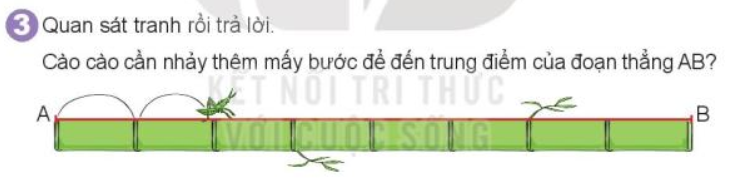 3 Quan sát tranh rồi trả lời.
Cào cào cần nhảy thêm mấy bước để đến trung điểm của đoạn thẳng AB?
KẾT NỐI TRI THỨC
A B
VỚI CUỘC SỐNG